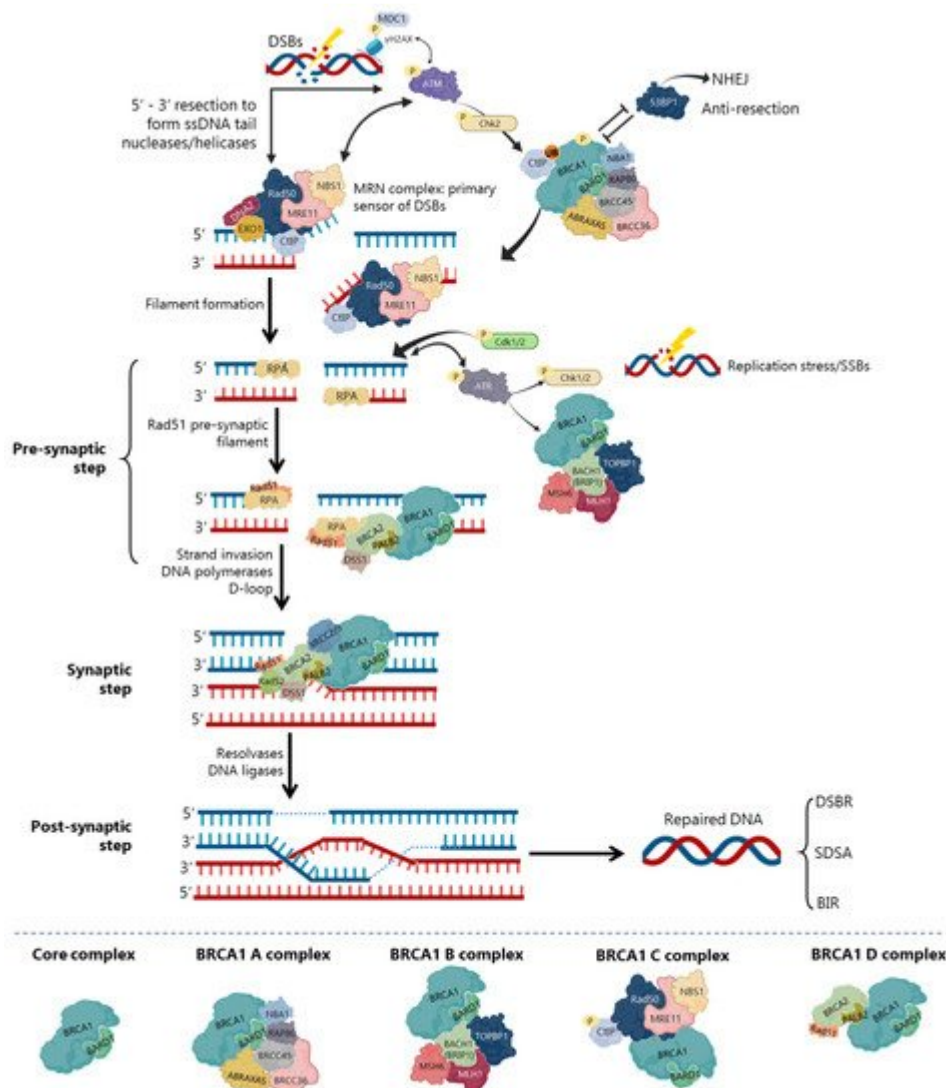 MDC1
P
γH2AX
DSBs
P
ATM
NHEJ
53BP1
Anti-resection
5' - 3' resection to
form ssDNA tail
nucleases/helicases
P
Chk2
Ub
P
CtIP
BRCA1
NBA1
BARD1
RAP80
BRCC45
ABRAXAS
BRCC36
MRN complex: primary
sensor of DSBs
Rad50
NBS1
DNA2
MRE11
EXO1
CtIP
5'
3'
Rad50
NBS1
MRE11
CtIP
Filament formation
P
Cdk1/2
5'
RPA
3'
RPA
P
ATR
P
Chk1/2
Replication stress/SSBs
BRCA1
BARD1
TOPBP1
BACH1
(BRIP1)
MSH6
MLH1
Pre-synaptic
step
Rad51 pre-synaptic
filament
5'
Rad51
RPA
3'
RPA
Rad51
BRCA2
PALB2
DSS1
BRCA1
BARD1
Strand invasion
DNA polymerases
D-loop
Synaptic
step
5'
3'
3'
5'
Rad51
Rad52
BRCA2
PALB2
DSS1
BRCA1
BARD1
Resolvases
DNA ligases
Post-synaptic
step
5'
3'
3'
5'
Repaired DNA
DSBR
SDSA
BIR
Core complex
BRCA1
BARD1
BRCA1 A complex
BRCA1
NBA1
BARD1
RAP80
BRCC45
ABRAXAS
BRCC36
BRCA1 B complex
BRCA1
BARD1
TOPBP1
BACH1
(BRIP1)
MSH6
MLH1
BRCA1 C complex
Rad50
NBS1
MRE11
P
CtIP
BRCA1
BARD1
BRCA1 D complex
BRCA2
PALB2
Rad51
BRCA1
BARD1